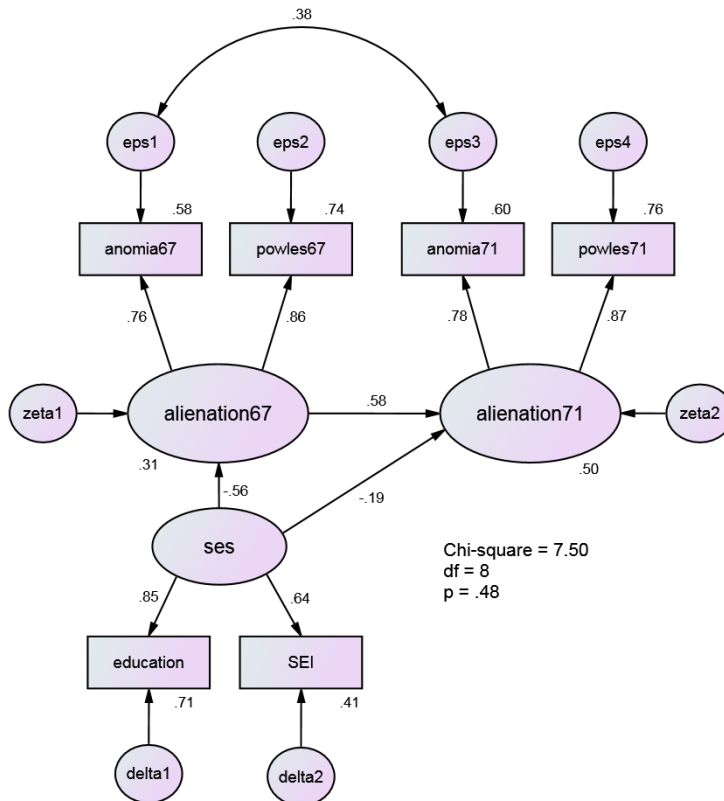 .38
eps1
eps2
eps3
eps4
.58
.74
.60
.76
anomia67
powles67
anomia71
powles71
.76
.86
.78
.87
zeta1
alienation67
.58
alienation71
zeta2
.31
.50
-.56
-.19
ses
Chi-square = 7.50
df = 8
p = .48
.85
.64
education
SEI
.71
.41
delta1
delta2